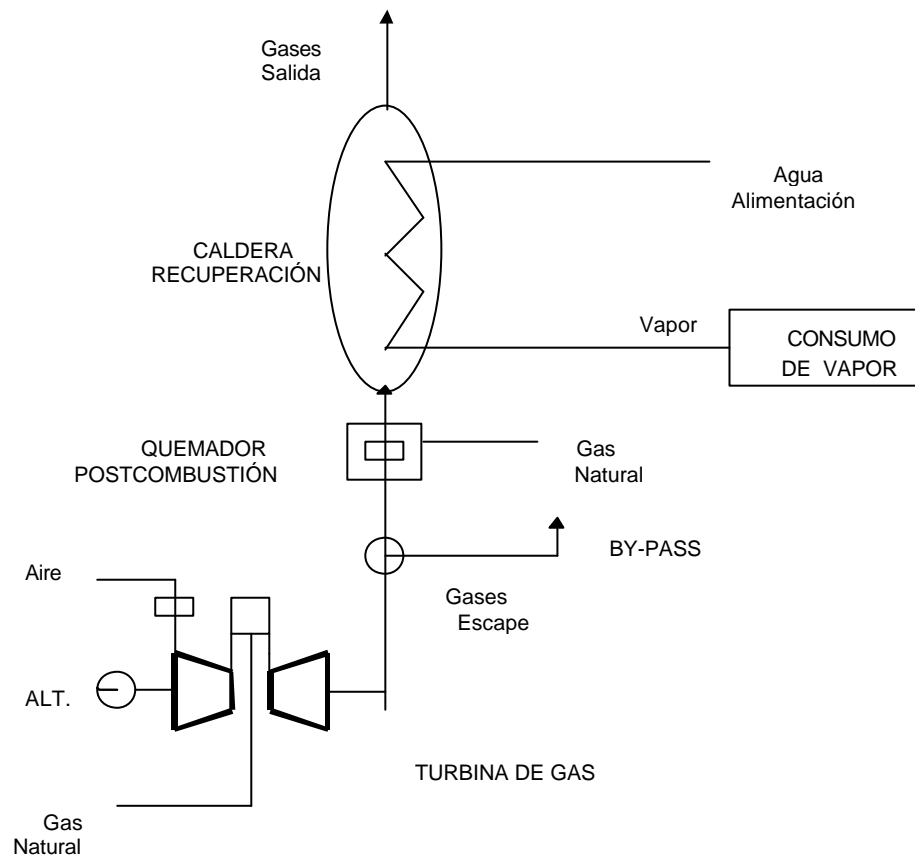 Gases
Salida
Agua
Alimentación
CALDERA
RECUPERACIÓN
Vapor
CONSUMO
DE VAPOR
QUEMADOR
POSTCOMBUSTIÓN
Gas
Natural
BY-PASS
Aire
Gases
Escape
ALT.
TURBINA DE GAS
Gas
Natural